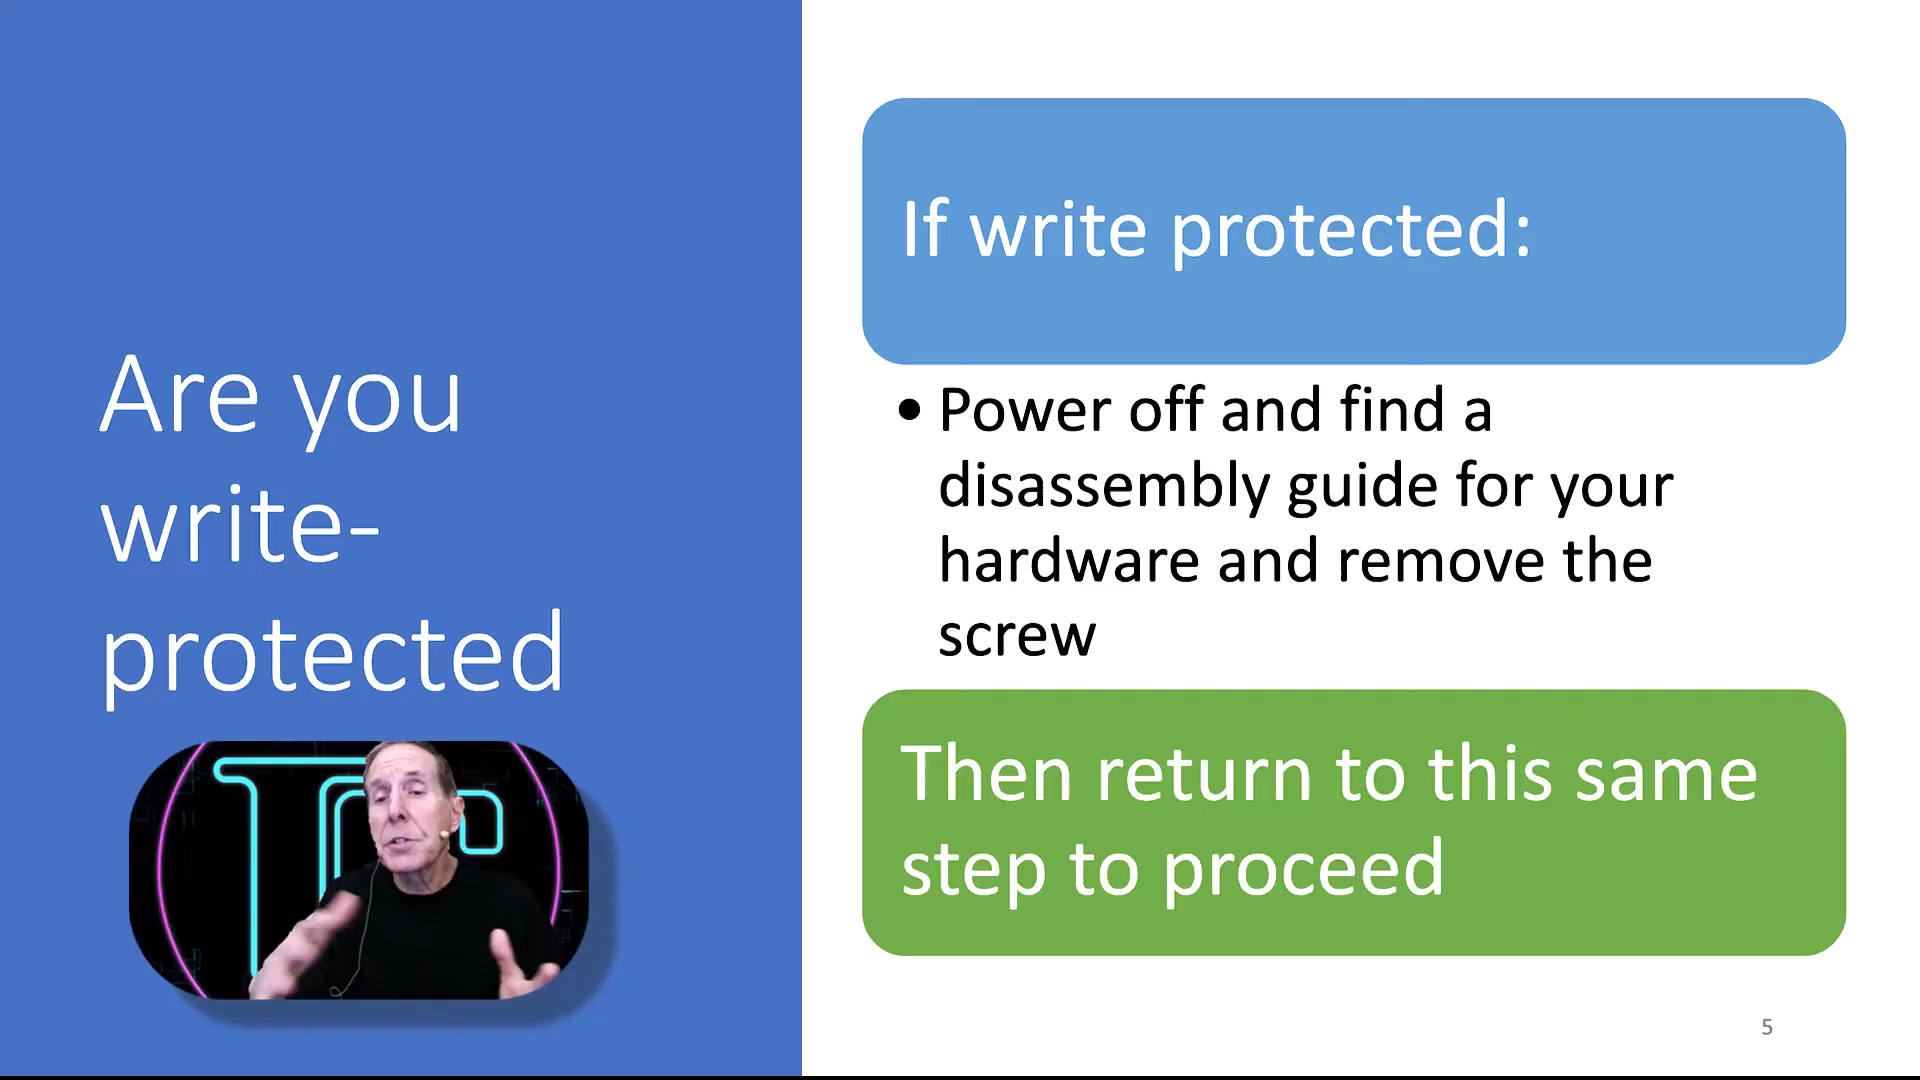 Are you
write-
protected
If write protected:
• Power off and find a
disassembly guide for your
hardware and remove the
screw
Then return to this same
step to proceed
5